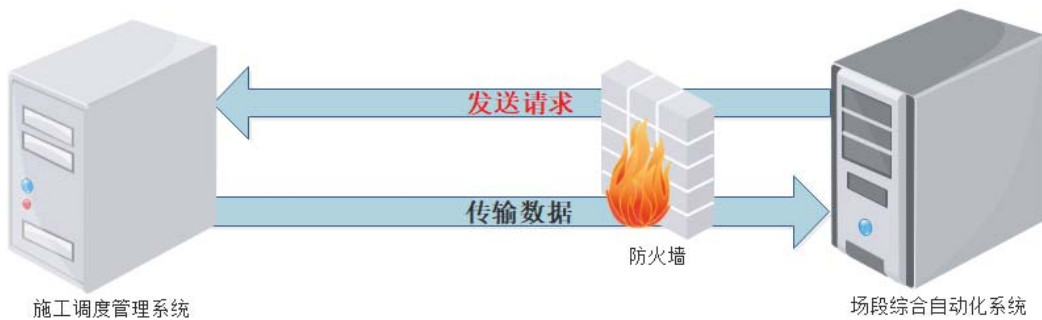 发送请求
传输数据
防火墙
施工调度管理系统
场段综合自动化系统